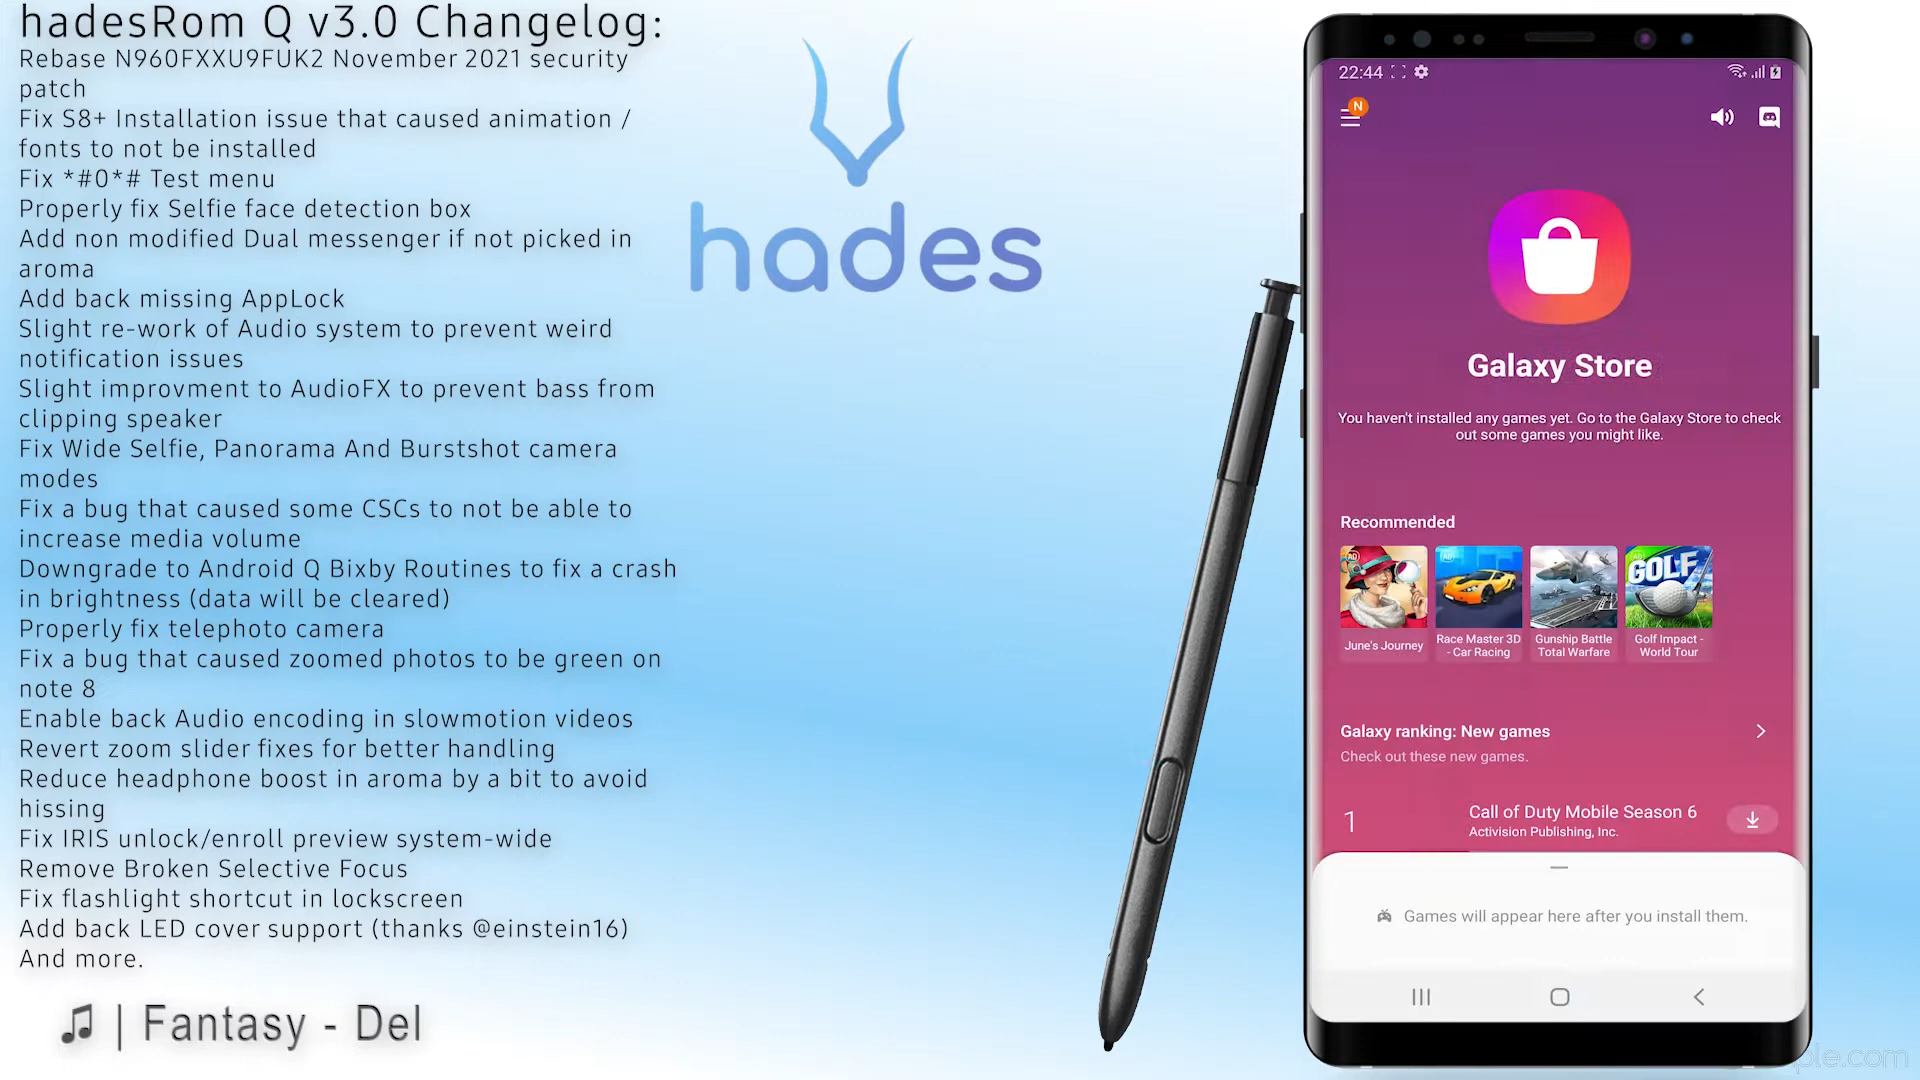 hadesRom Q v3.0 Changelog:
Rebase N960FXXU9FUK2 November 2021 security
patch
Fix S8+ Installation issue that caused animation /
fonts to not be installed
Fix *#0*# Test menu
Properly fix Selfie face detection box
Add non modified Dual messenger if not picked in
aroma
Add back missing AppLock
Slight re-work of Audio system to prevent weird
notification issues
Slight improvment to AudioFX to prevent bass from
clipping speaker
Fix Wide Selfie, Panorama And Burstshot camera
modes
Fix a bug that caused some CSCs to not be able to
increase media volume
Downgrade to Android Q Bixby Routines to fix a crash
in brightness (data will be cleared)
Properly fix telephoto camera
Fix a bug that caused zoomed photos to be green on
note 8
Enable back Audio encoding in slowmotion videos
Revert zoom slider fixes for better handling
Reduce headphone boost in aroma by a bit to avoid
hissing
Fix IRIS unlock/enroll preview system-wide
Remove Broken Selective Focus
Fix flashlight shortcut in lockscreen
Add back LED cover support (thanks @einstein16)
And more.
♫ | Fantasy - Del
hades
22:44
N
Galaxy Store
You haven't installed any games yet. Go to the Galaxy Store to check
out some games you might like.
Recommended
AD
AD
GOLF
June's Journey
Race Master 3D
- Car Racing
Gunship Battle
Total Warfare
Golf Impact -
World Tour
Galaxy ranking: New games
Check out these new games.
1
Call of Duty Mobile Season 6
Activision Publishing, Inc.
Games will appear here after you install them.